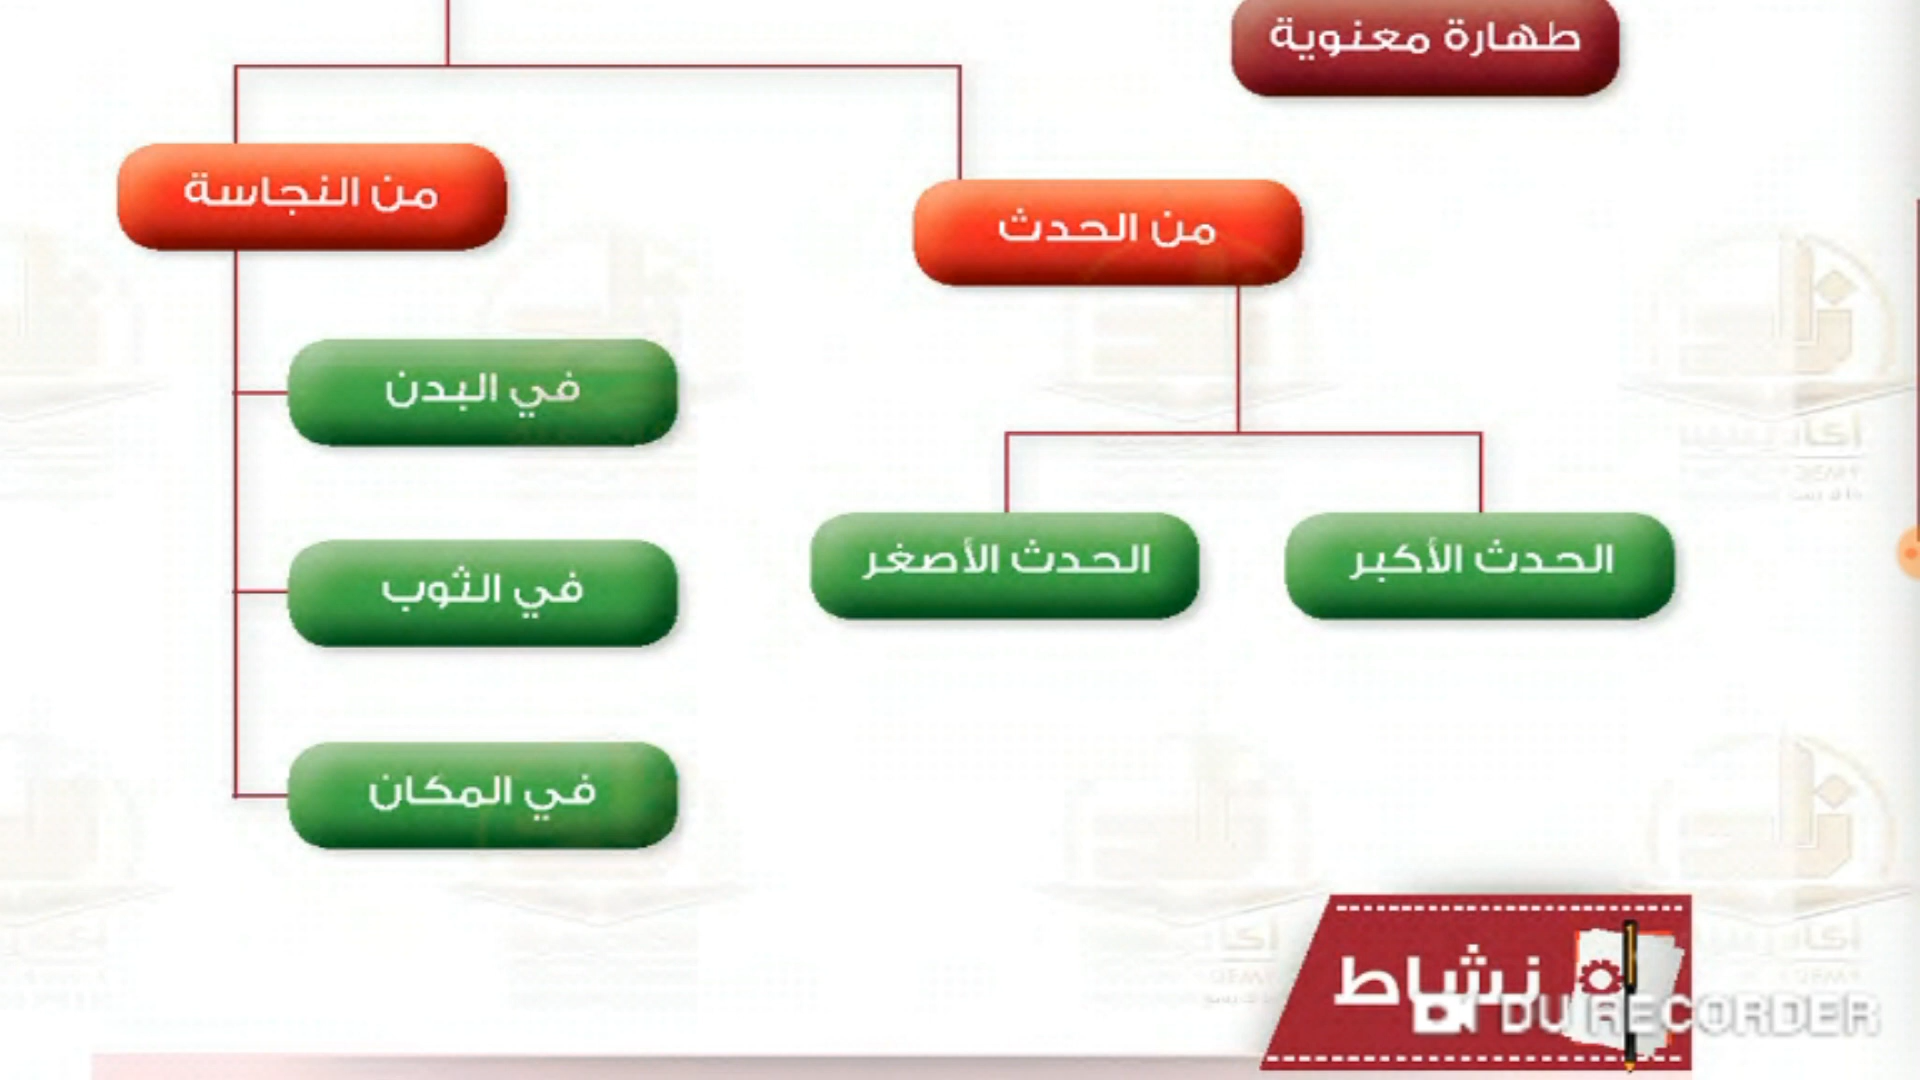 طهارة معنوية
من الحدث
من النجاسة
في البدن
الحدث الأكبر
الحدث الأصغر
في الثوب
في المكان
نشاط
DU RECORDER